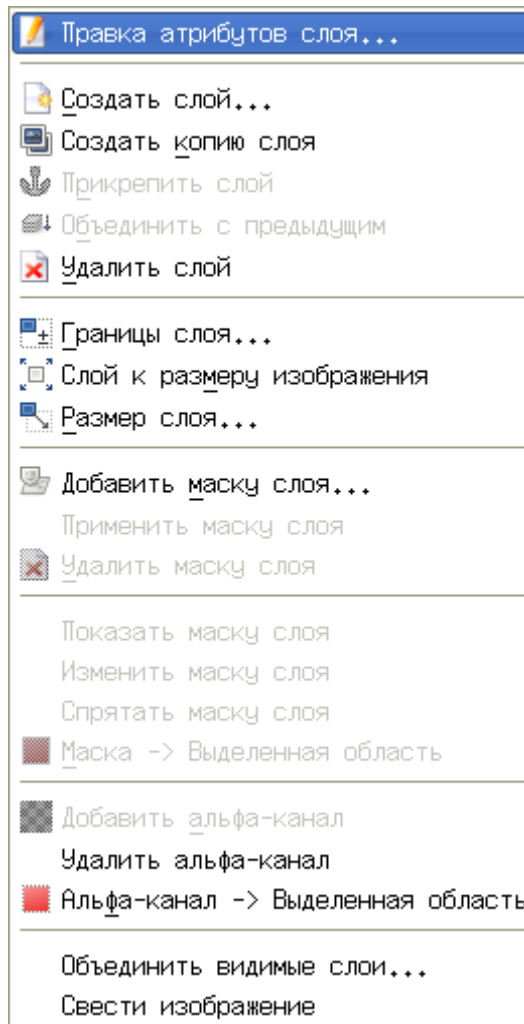 Правка атрибутов слоя...
Создать слой...
Создать копию слоя
Прикрепить слой
Объединить с предыдущим
Удалить слой
Границы слоя...
Слой к размеру изображения
Размер слоя...
Добавить маску слоя...
Применить маску слоя
Удалить маску слоя
Показать маску слоя
Изменить маску слоя
Спрятать маску слоя
Маска -> Выделенная область
Добавить альфа-канал
Удалить альфа-канал
Альфа-канал -> Выделенная область
Объединить видимые слои...
Свести изображение